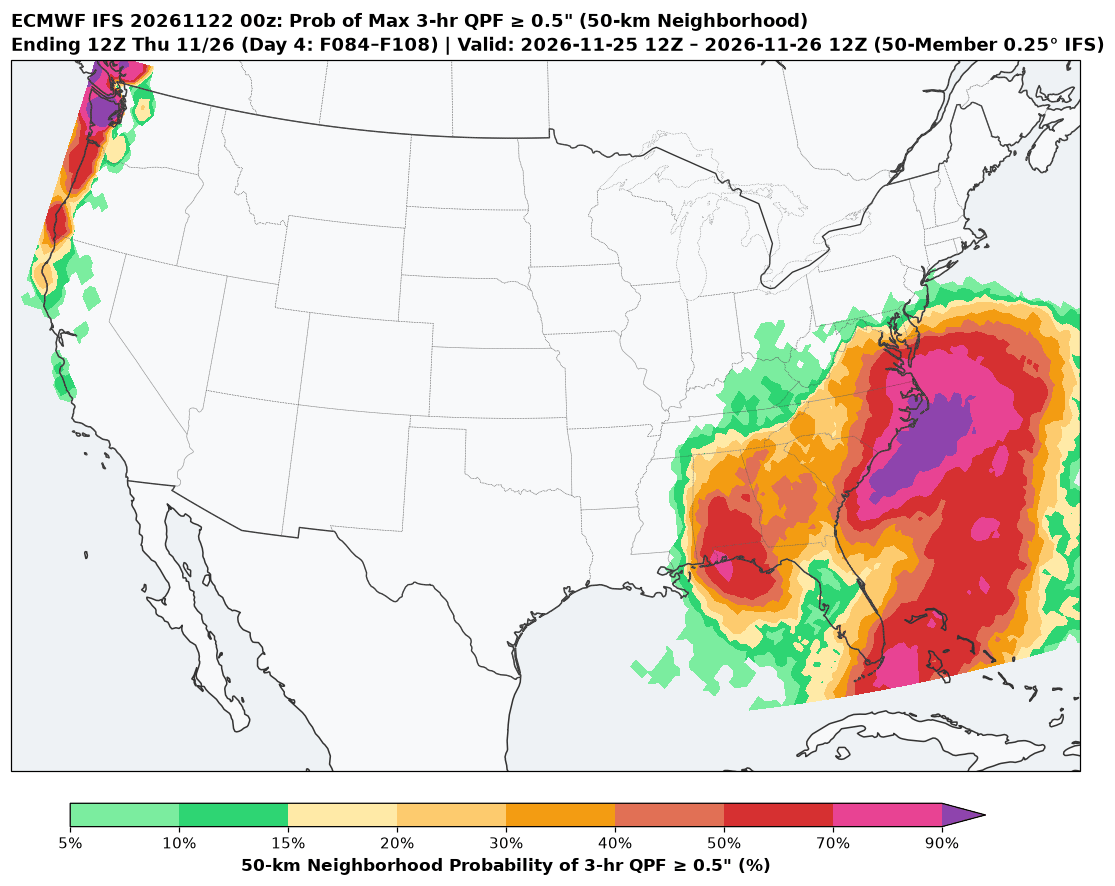 ECMWF IFS 20261122 00z: Prob of Max 3-hr QPF ≥ 0.5" (50-km Neighborhood)
Ending 12Z Thu 11/26 (Day 4: F084–F108) | Valid: 2026-11-25 12Z – 2026-11-26 12Z (50-Member 0.25° IFS)
5% 10% 15% 20% 30% 40% 50% 70% 90%
50-km Neighborhood Probability of 3-hr QPF ≥ 0.5" (%)